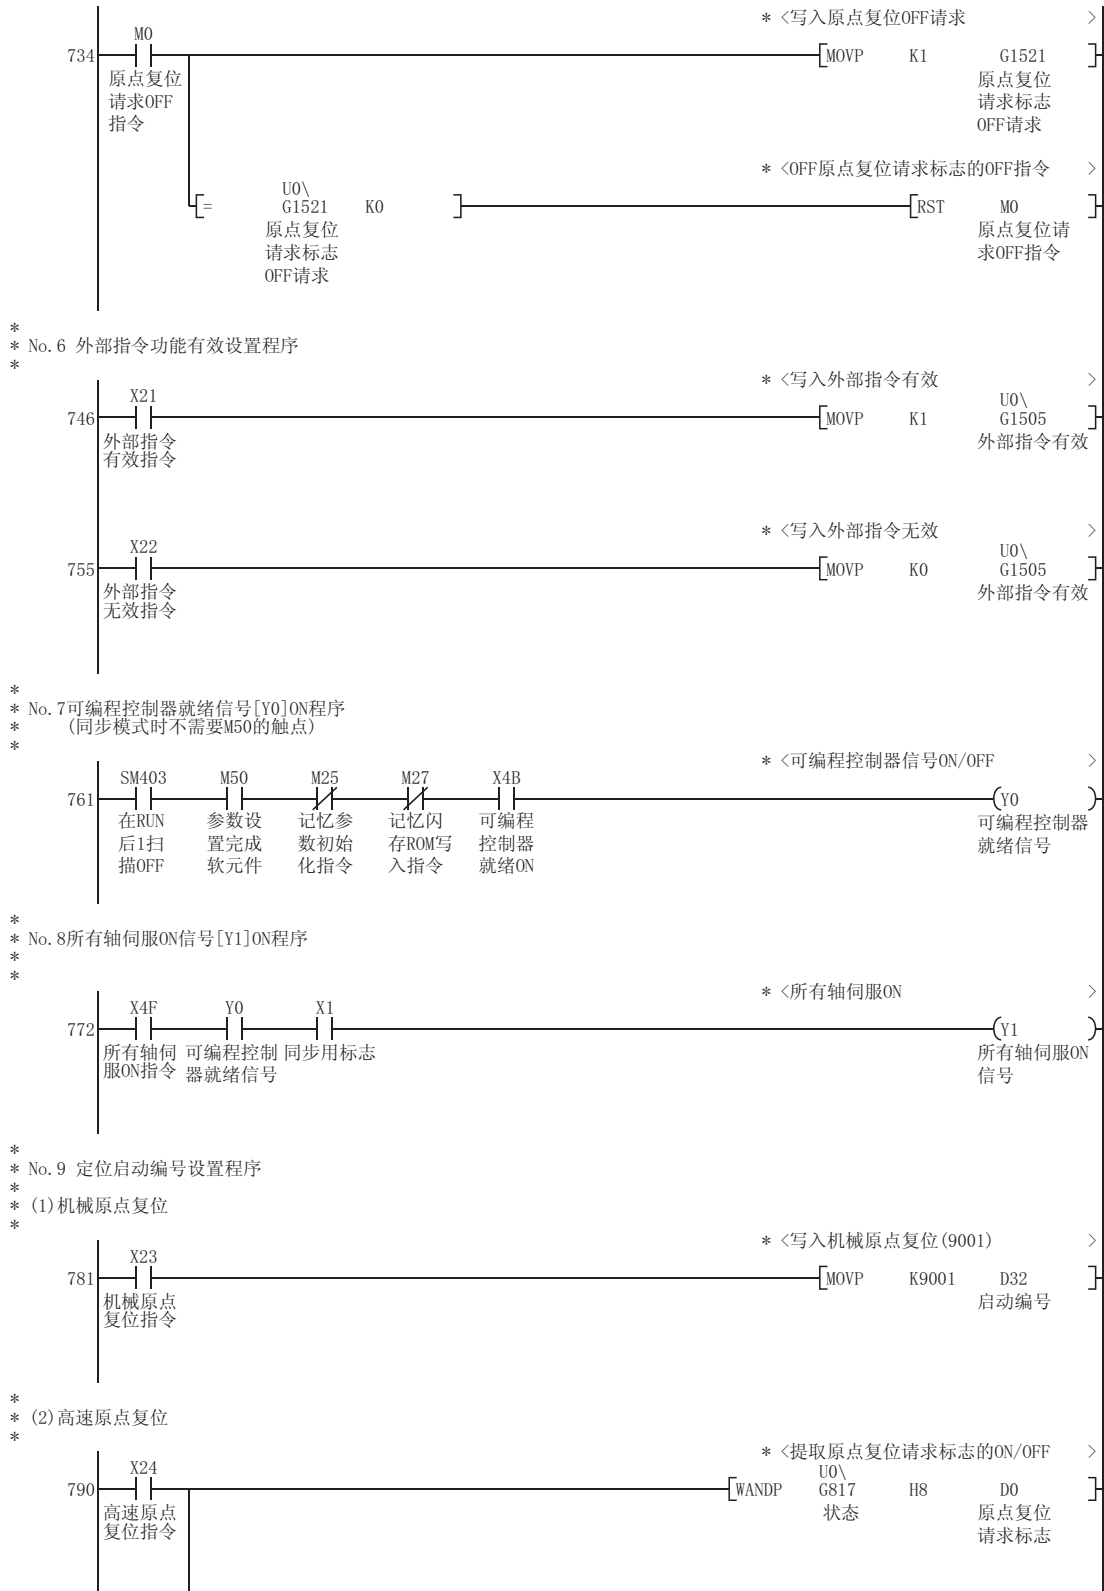 * <写入原点复位OFF请求 >
M0
734 [MOVP K1 G1521 ]
原点复位 原点复位
请求OFF 请求标志
指令 OFF请求
* <OFF原点复位请求标志的OFF指令 >
U0\
[= G1521 K0 ] [RST M0 ]
原点复位 原点复位请
请求标志 求OFF指令
OFF请求
*
* No.6 外部指令功能有效设置程序
*
* <写入外部指令有效 >
X21 U0\
746 [MOVP K1 G1505 ]
外部指令 外部指令有效
有效指令
* <写入外部指令无效 >
X22 U0\
755 [MOVP K0 G1505 ]
外部指令 外部指令有效
无效指令
*
* No.7可编程控制器就绪信号[Y0]ON程序
* (同步模式时不需要M50的触点)
*
* <可编程控制器信号ON/OFF >
SM403 M50 M25 M27 X4B
761 (Y0 )
在RUN 参数设 记忆参 记忆闪 可编程 可编程控制器
后1扫 置完成 数初始 存ROM写 控制器 就绪信号
描OFF 软元件 化指令 入指令 就绪ON
*
* No.8所有轴伺服ON信号[Y1]ON程序
*
*
* <所有轴伺服ON >
X4F Y0 X1
772 (Y1 )
所有轴伺 可编程控制 同步用标志 所有轴伺服ON
服ON指令 器就绪信号 信号
*
* No.9 定位启动编号设置程序
*
* (1)机械原点复位
*
* <写入机械原点复位(9001) >
X23
781 [MOVP K9001 D32 ]
机械原点 启动编号
复位指令
*
* (2)高速原点复位
*
* <提取原点复位请求标志的ON/OFF >
X24 U0\
790 [WANDP G817 H8 D0 ]
高速原点 状态 原点复位
复位指令 请求标志